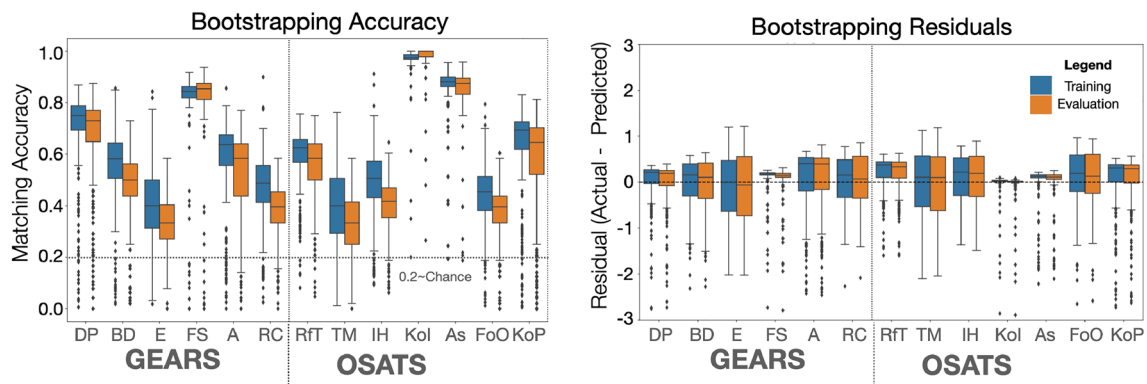 Bootstrapping Accuracy
Matching Accuracy
1.0
0.8
0.6
0.4
0.2
0.0
0.2~Chance
DP BD E FS A RC RfT TM IH KoI As FoO KoP
GEARS OSATS
Bootstrapping Residuals
Residual (Actual - Predicted)
3
2
1
0
-1
-2
-3
Legend
Training
Evaluation
DP BD E FS A RC RfT TM IH KoI As FoO KoP
GEARS OSATS